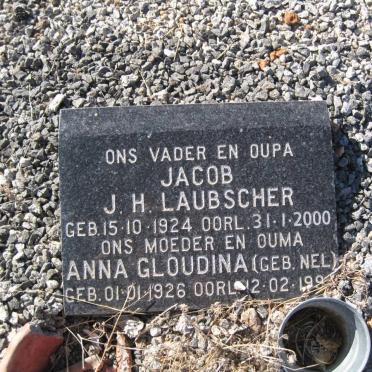 ONS VADER EN OUPA
JACOB
J. H. LAUBSCHER
GEB. 15·10·1924 OORL. 31·1·2000
ONS MOEDER EN OUMA
ANNA GLOUDINA (GEB. NEL)
GEB. 01·01·1926 OORL.